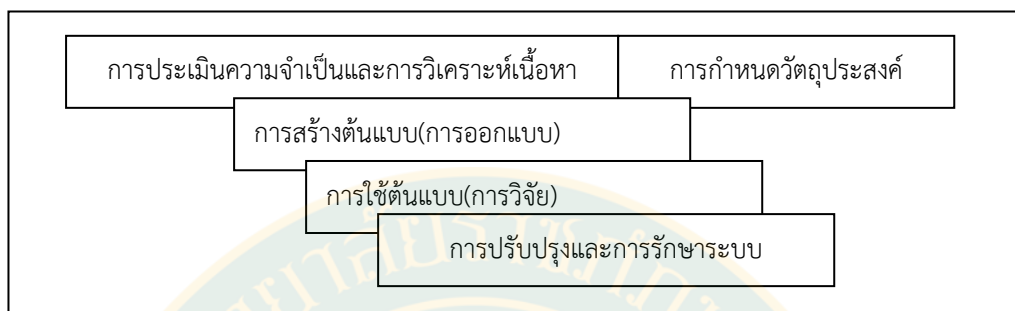 การประเมินความจำเป็นและการวิเคราะห์เนื้อหา
การกำหนดวัตถุประสงค์
การสร้างต้นแบบ(การออกแบบ)
การใช้ต้นแบบ(การวิจัย)
การปรับปรุงและการรักษาระบบ